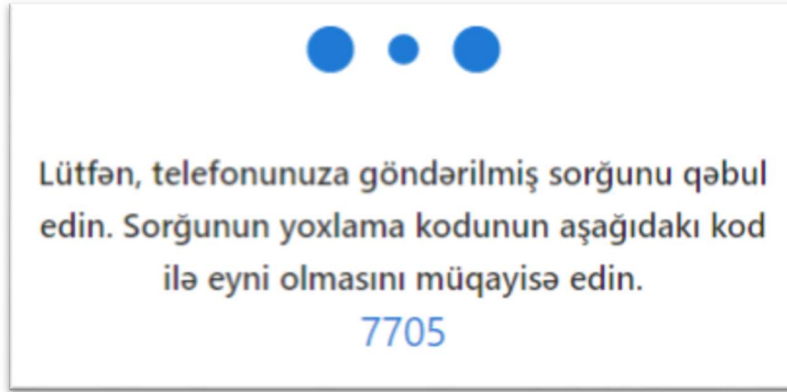 Lütfən, telefonunuza göndərilmiş sorğunu qəbul
edin. Sorğunun yoxlama kodunun aşağıdakı kod
ilə eyni olmasını müqayisə edin.
7705